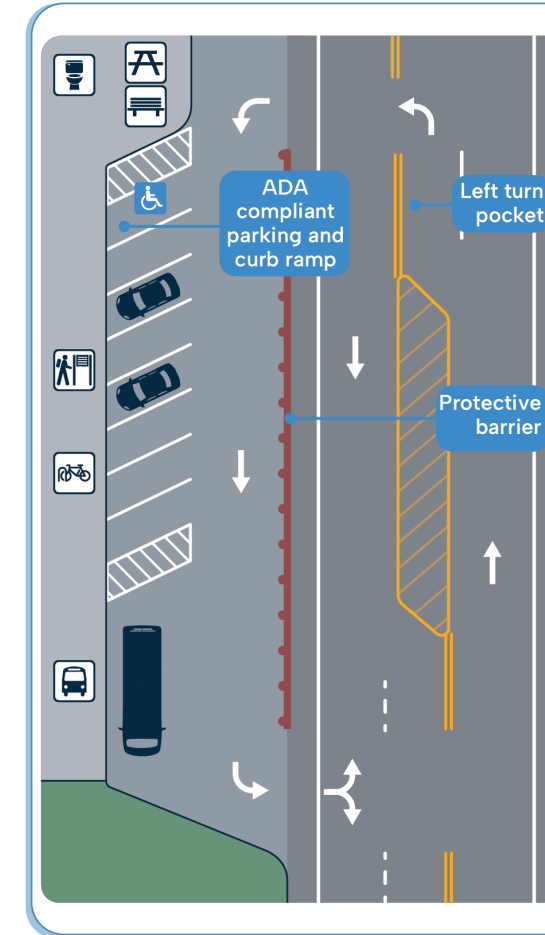 ADA
compliant
parking and
curb ramp
Left turn
pocket
Protective
barrier